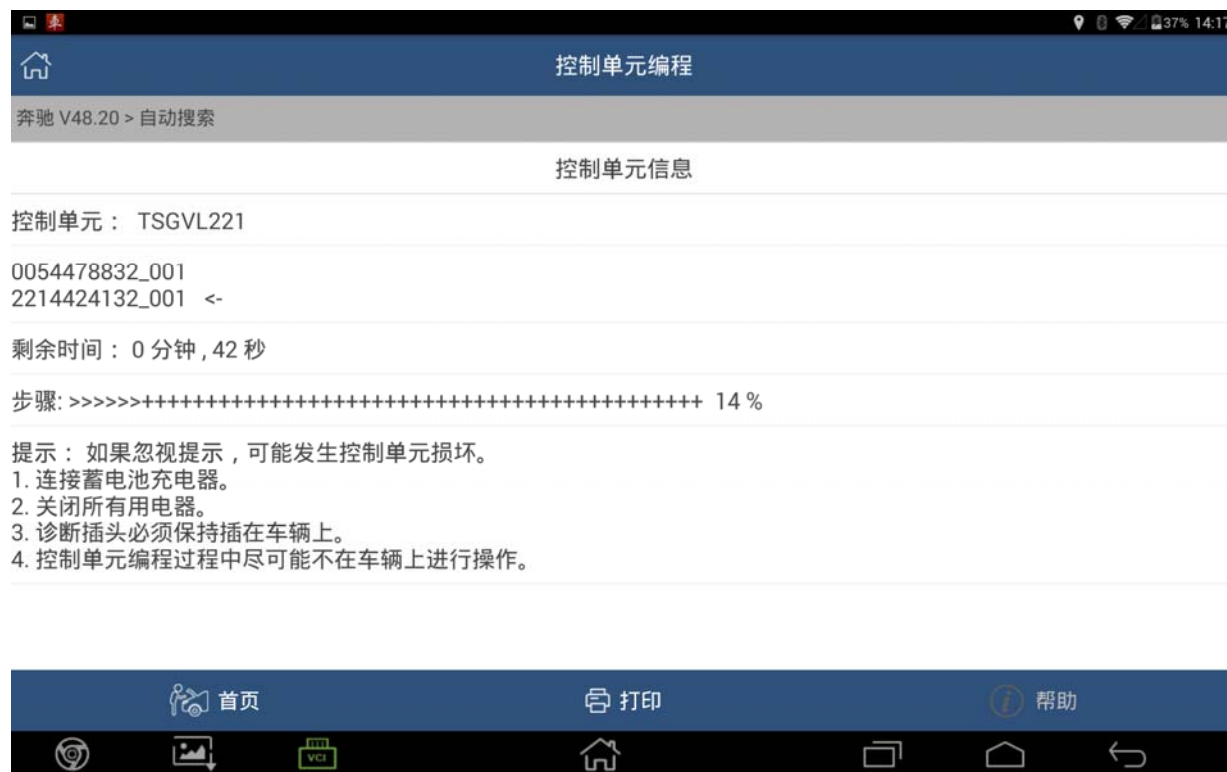 37% 14:17
控制单元编程
奔驰 V48.20 > 自动搜索
控制单元信息
控制单元： TSGVL221
0054478832_001
2214424132_001 <-
剩余时间： 0 分钟 , 42 秒
步骤: >>>>>>++++++++++++++++++++++++++++++++++++++++++++ 14 %
提示： 如果忽视提示，可能发生控制单元损坏。
1. 连接蓄电池充电器。
2. 关闭所有用电器。
3. 诊断插头必须保持插在车辆上。
4. 控制单元编程过程中尽可能不在车辆上进行操作。
首页 打印 帮助
VCI